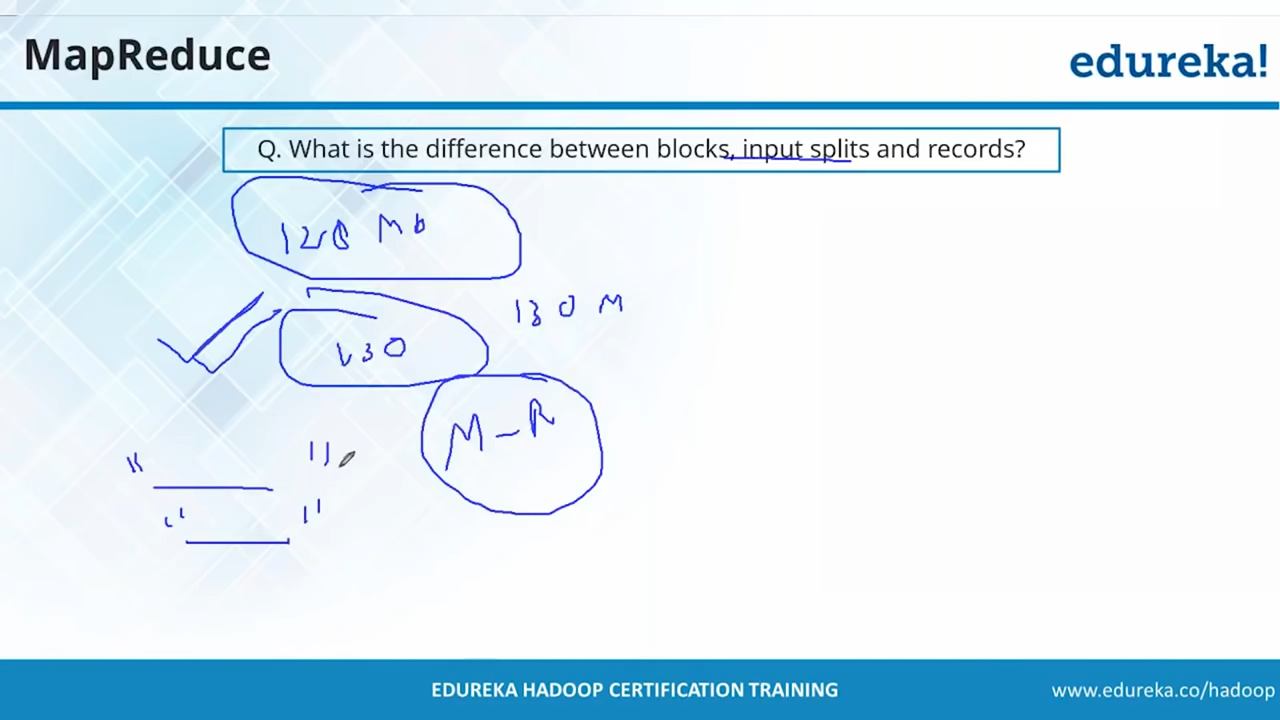 MapReduce
edureka!
Q. What is the difference between blocks, input splits and records?
128 Mb
130 M
130
M-R
" "
" "
EDUREKA HADOOP CERTIFICATION TRAINING
www.edureka.co/hadoop